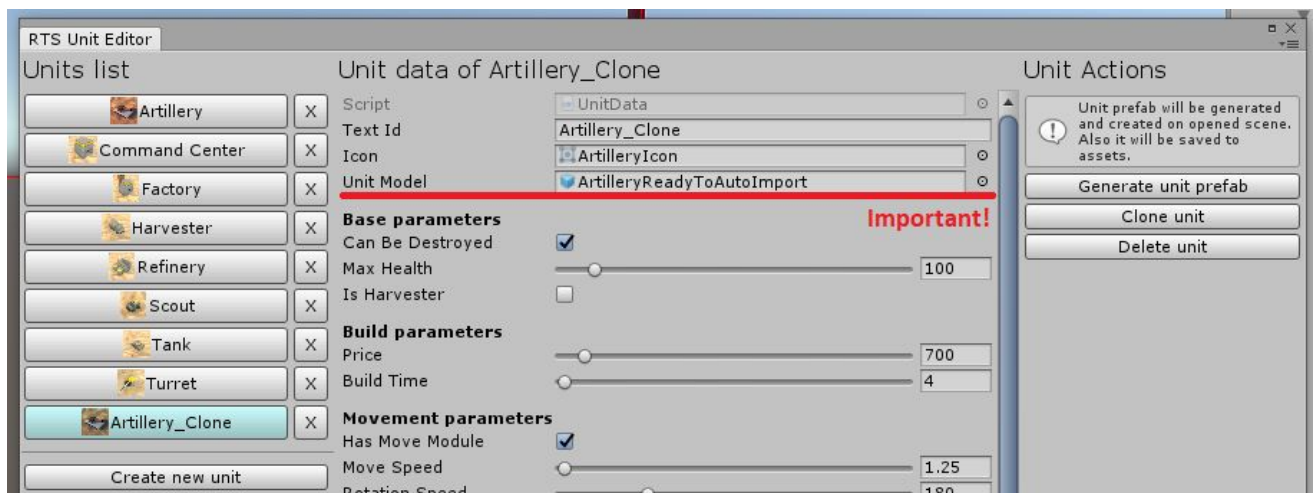 RTS Unit Editor
Units list
Artillery X
Command Center X
Factory X
Harvester X
Refinery X
Scout X
Tank X
Turret X
Artillery_Clone X
Create new unit
Unit data of Artillery_Clone
Script UnitData
Text Id Artillery_Clone
Icon ArtilleryIcon
Unit Model ArtilleryReadyToAutoImport
Important!
Base parameters
Can Be Destroyed
Max Health 100
Is Harvester
Build parameters
Price 700
Build Time 4
Movement parameters
Has Move Module
Move Speed 1.25
Rotation Speed 180
Unit Actions
Unit prefab will be generated
and created on opened scene.
Also it will be saved to
assets.
Generate unit prefab
Clone unit
Delete unit